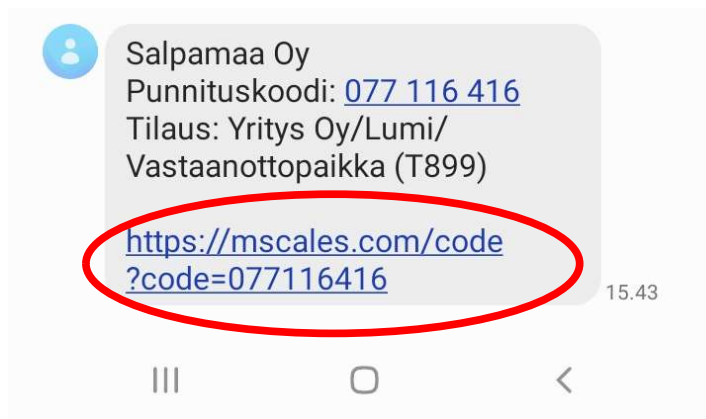 Salpamaa Oy
Punnituskoodi: 077 116 416
Tilaus: Yritys Oy/Lumi/
Vastaanottopaikka (T899)
https://mscales.com/code
?code=077116416
15.43